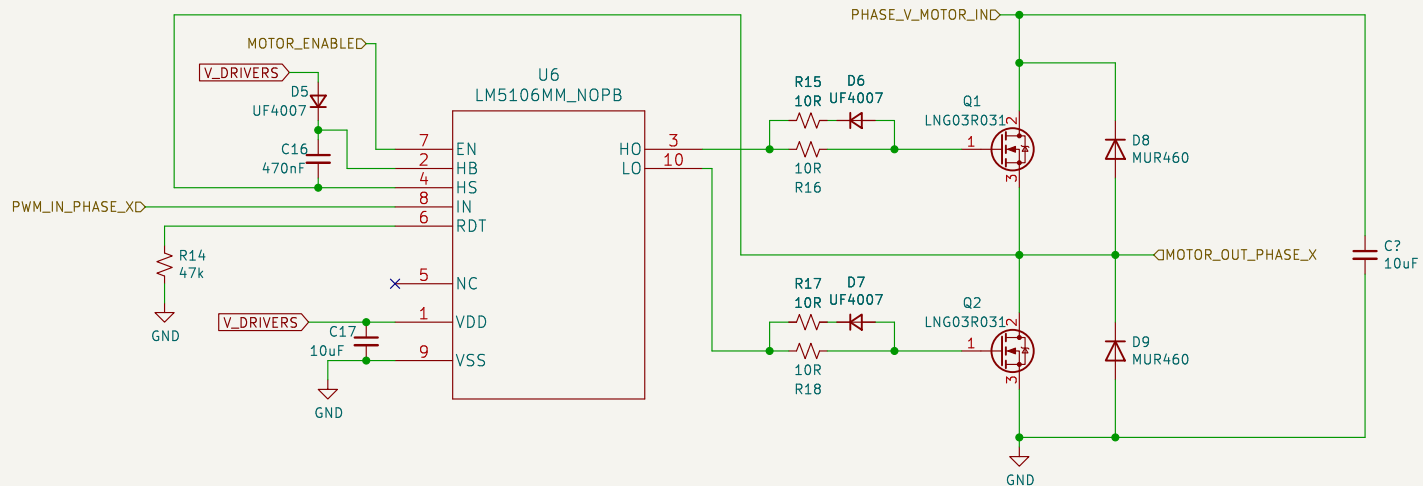 PHASE_V_MOTOR_IN
MOTOR_ENABLED
V_DRIVERS
D5
UF4007
C16
470nF
U6
LM5106MM_NOPB
7
EN
2
HB
4
HS
8
IN
6
RDT
5
NC
1
VDD
9
VSS
HO
3
LO
10
PWM_IN_PHASE_X
R14
47k
GND
V_DRIVERS
C17
10uF
GND
R15
10R
D6
UF4007
10R
R16
Q1
LNG03R031
1
2
3
D8
MUR460
MOTOR_OUT_PHASE_X
C?
10uF
R17
10R
D7
UF4007
10R
R18
Q2
LNG03R031
1
2
3
D9
MUR460
GND